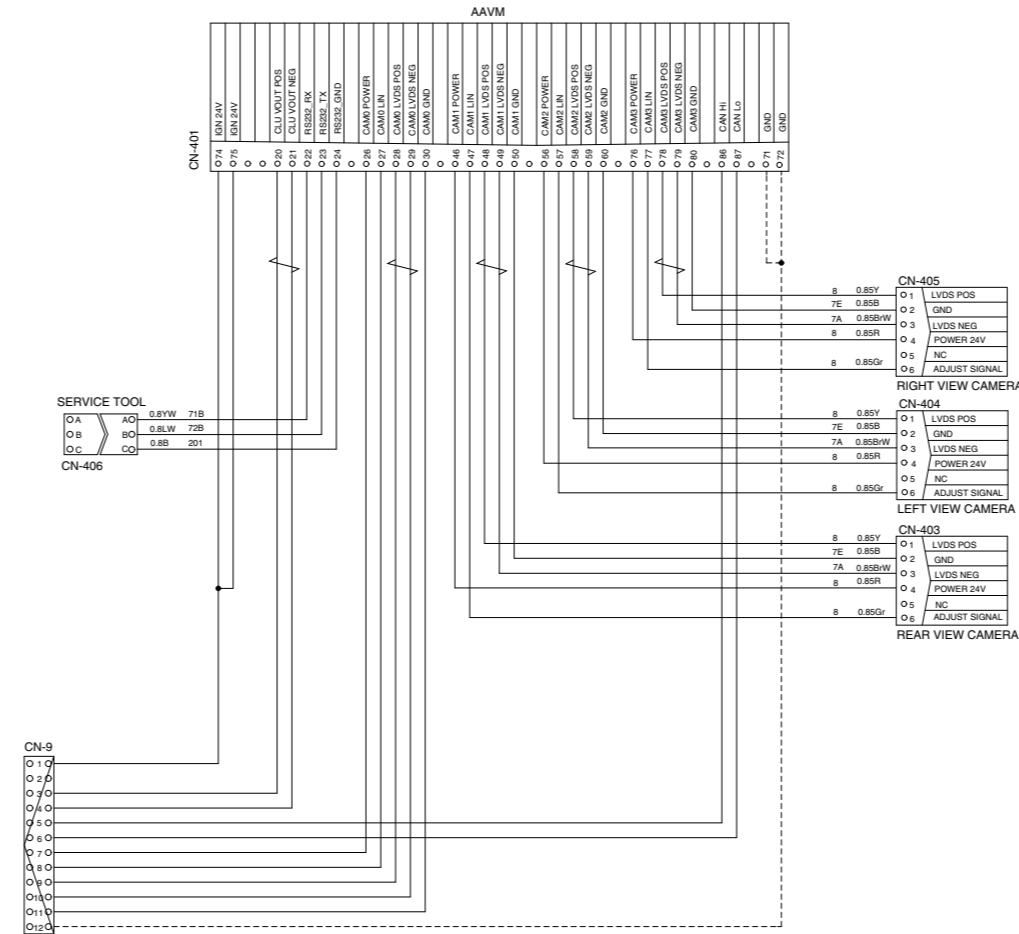 AAVM
CN-401
IGN 24V
IGN 24V
CLU VOUT POS
CLU VOUT NEG
RS232_RX
RS232_TX
RS232_GND
CAM0 POWER
CAM0 LIN
CAM0 LVDS POS
CAM0 LVDS NEG
CAM0 GND
CAM1 POWER
CAM1 LIN
CAM1 LVDS POS
CAM1 LVDS NEG
CAM1 GND
CAM2 POWER
CAM2 LIN
CAM2 LVDS POS
CAM2 LVDS NEG
CAM2 GND
CAM3 POWER
CAM3 LIN
CAM3 LVDS POS
CAM3 LVDS NEG
CAM3 GND
CAN Hi
CAN Lo
GND
GND
74 75 20 21 22 23 24 26 27 28 29 30 46 47 48 49 50 56 57 58 59 60 76 77 78 79 80 86 87 71 72
CN-405
8 0.85Y 1 LVDS POS
7E 0.85B 2 GND
7A 0.85BrW 3 LVDS NEG
8 0.85R 4 POWER 24V
5 NC
8 0.85Gr 6 ADJUST SIGNAL
RIGHT VIEW CAMERA
SERVICE TOOL
A A 0.8YW 71B
B B 0.8LW 72B
C C 0.8B 201
CN-406
CN-404
8 0.85Y 1 LVDS POS
7E 0.85B 2 GND
7A 0.85BrW 3 LVDS NEG
8 0.85R 4 POWER 24V
5 NC
8 0.85Gr 6 ADJUST SIGNAL
LEFT VIEW CAMERA
CN-403
8 0.85Y 1 LVDS POS
7E 0.85B 2 GND
7A 0.85BrW 3 LVDS NEG
8 0.85R 4 POWER 24V
5 NC
8 0.85Gr 6 ADJUST SIGNAL
REAR VIEW CAMERA
CN-9
1
2
3
4
5
6
7
8
9
10
11
12